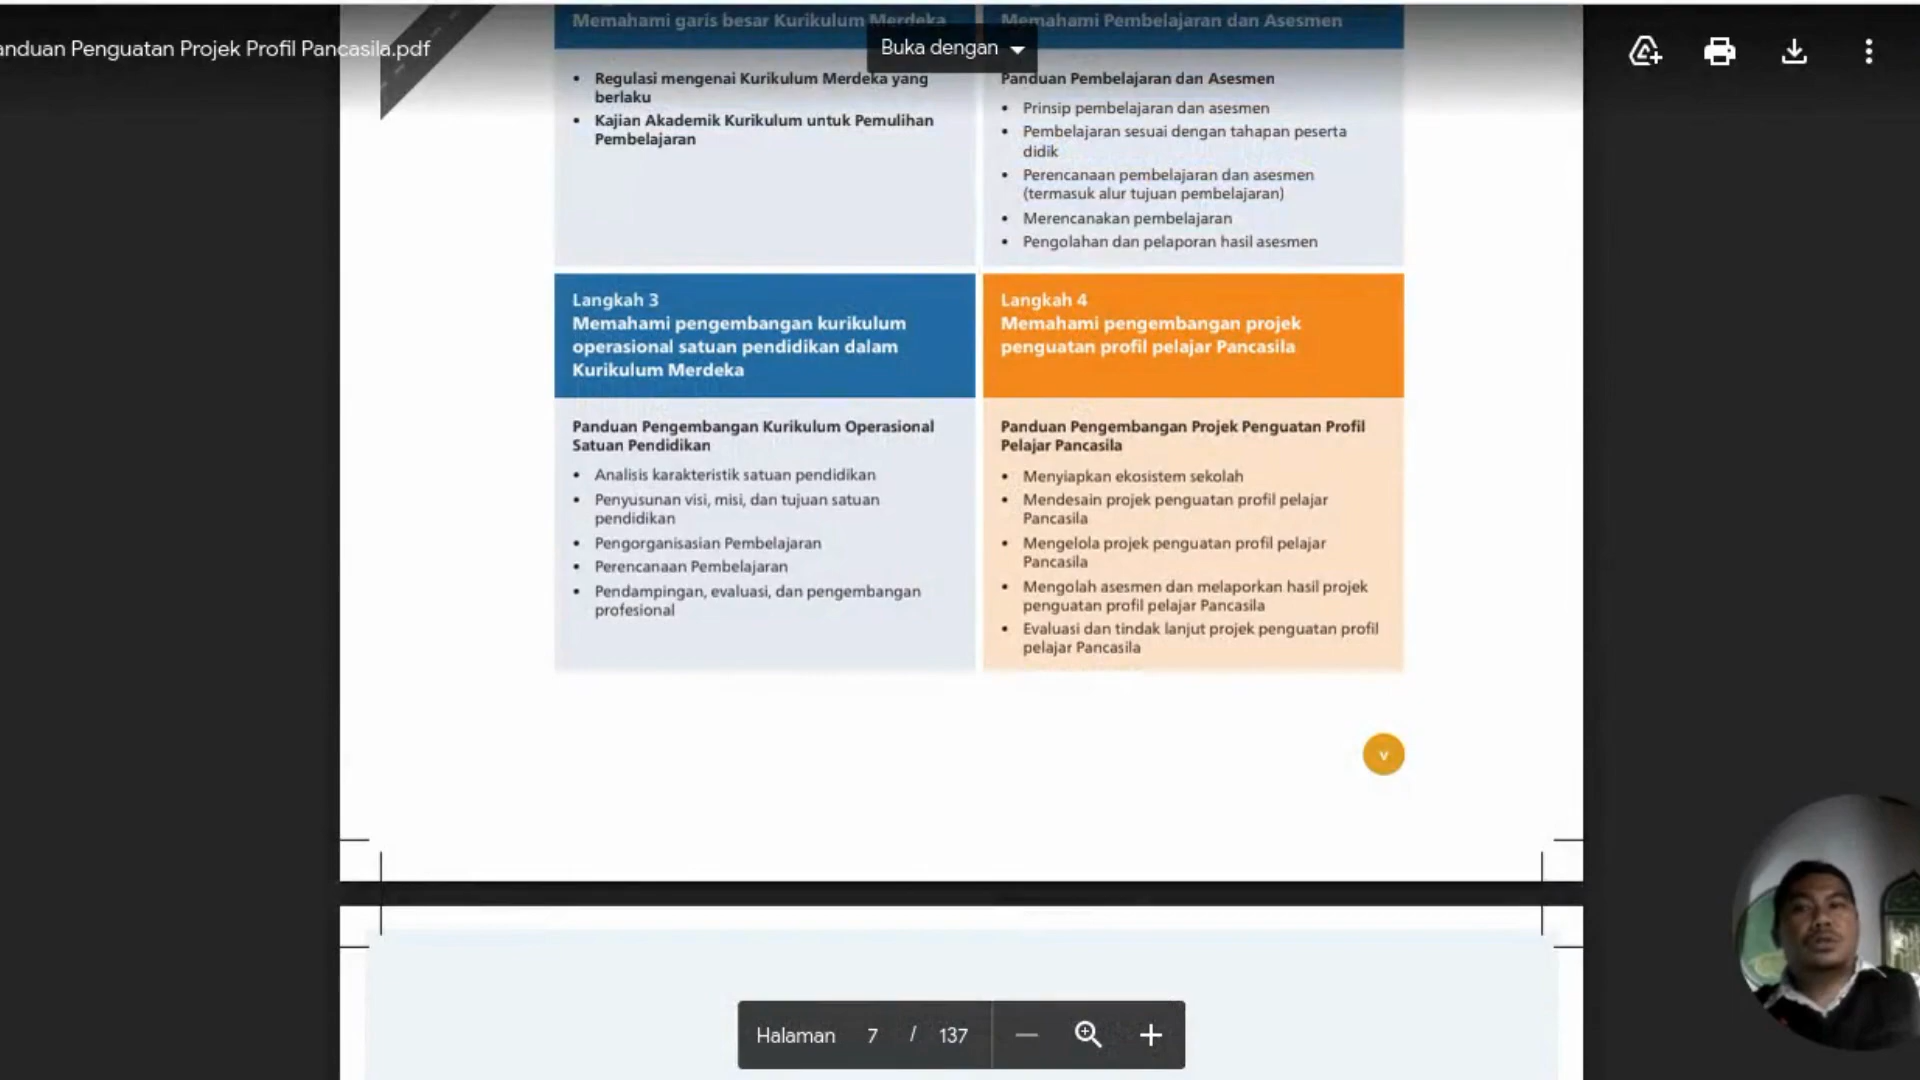 anduan Penguatan Projek Profil Pancasila.pdf
Buka dengan
Memahami garis besar Kurikulum Merdeka
Regulasi mengenai Kurikulum Merdeka yang
berlaku
Kajian Akademik Kurikulum untuk Pemulihan
Pembelajaran
Memahami Pembelajaran dan Asesmen
Panduan Pembelajaran dan Asesmen
Prinsip pembelajaran dan asesmen
Pembelajaran sesuai dengan tahapan peserta
didik
Perencanaan pembelajaran dan asesmen
(termasuk alur tujuan pembelajaran)
Merencanakan pembelajaran
Pengolahan dan pelaporan hasil asesmen
Langkah 3
Memahami pengembangan kurikulum
operasional satuan pendidikan dalam
Kurikulum Merdeka
Panduan Pengembangan Kurikulum Operasional
Satuan Pendidikan
Analisis karakteristik satuan pendidikan
Penyusunan visi, misi, dan tujuan satuan
pendidikan
Pengorganisasian Pembelajaran
Perencanaan Pembelajaran
Pendampingan, evaluasi, dan pengembangan
profesional
Langkah 4
Memahami pengembangan projek
penguatan profil pelajar Pancasila
Panduan Pengembangan Projek Penguatan Profil
Pelajar Pancasila
Menyiapkan ekosistem sekolah
Mendesain projek penguatan profil pelajar
Pancasila
Mengelola projek penguatan profil pelajar
Pancasila
Mengolah asesmen dan melaporkan hasil projek
penguatan profil pelajar Pancasila
Evaluasi dan tindak lanjut projek penguatan profil
pelajar Pancasila
v
Halaman 7 / 137